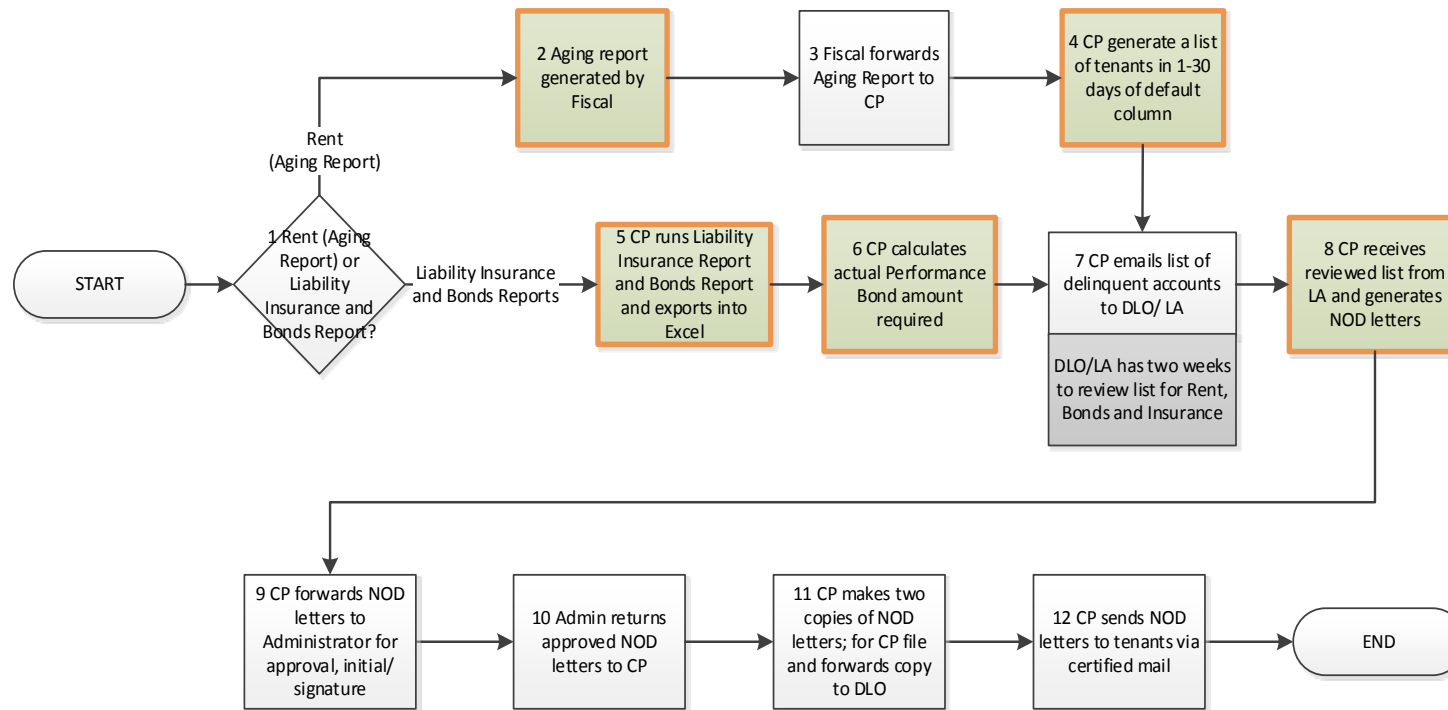 2 Aging report
generated by
Fiscal
3 Fiscal forwards
Aging Report to
CP
4 CP generate a list
of tenants in 1-30
days of default
column
Rent
(Aging Report)
START
1 Rent (Aging
Report) or
Liability
Insurance and
Bonds Report?
Liability Insurance
and Bonds Reports
5 CP runs Liability
Insurance Report
and Bonds Report
and exports into
Excel
6 CP calculates
actual Performance
Bond amount
required
7 CP emails list of
delinquent accounts
to DLO/ LA
DLO/LA has two weeks
to review list for Rent,
Bonds and Insurance
8 CP receives
reviewed list from
LA and generates
NOD letters
9 CP forwards NOD
letters to
Administrator for
approval, initial/
signature
10 Admin returns
approved NOD
letters to CP
11 CP makes two
copies of NOD
letters; for CP file
and forwards copy
to DLO
12 CP sends NOD
letters to tenants via
certified mail
END